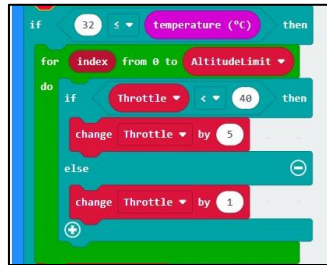 if 32 ≤ temperature (°C) then
for index from 0 to AltitudeLimit
do
if Throttle < 40 then
change Throttle by 5
else
change Throttle by 1